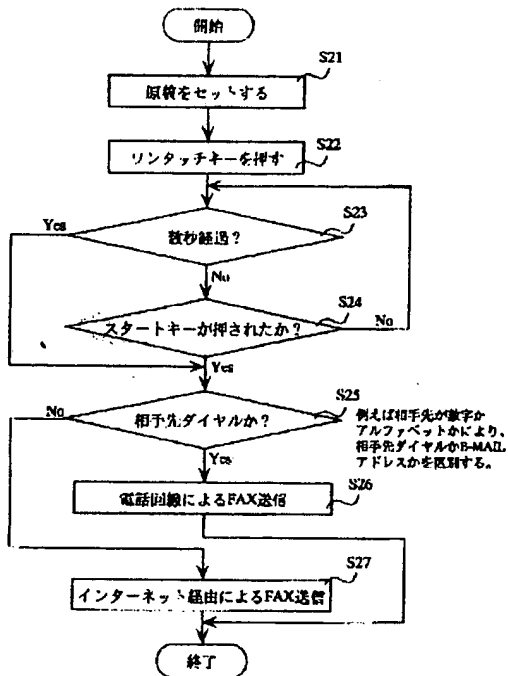 開始
S21
原稿をセットする
S22
ワンタッチキーを押す
S23
Yes
数秒経過？
No
S24
スタートキーが押されたか？
No
Yes
S25
No
相手先ダイヤルか？
例えば相手先が数字か
アルファベットかにより、
相手先ダイヤルかE-MAIL
アドレスかを区別する。
Yes
S26
電話回線によるFAX送信
S27
インターネット経由によるFAX送信
終了